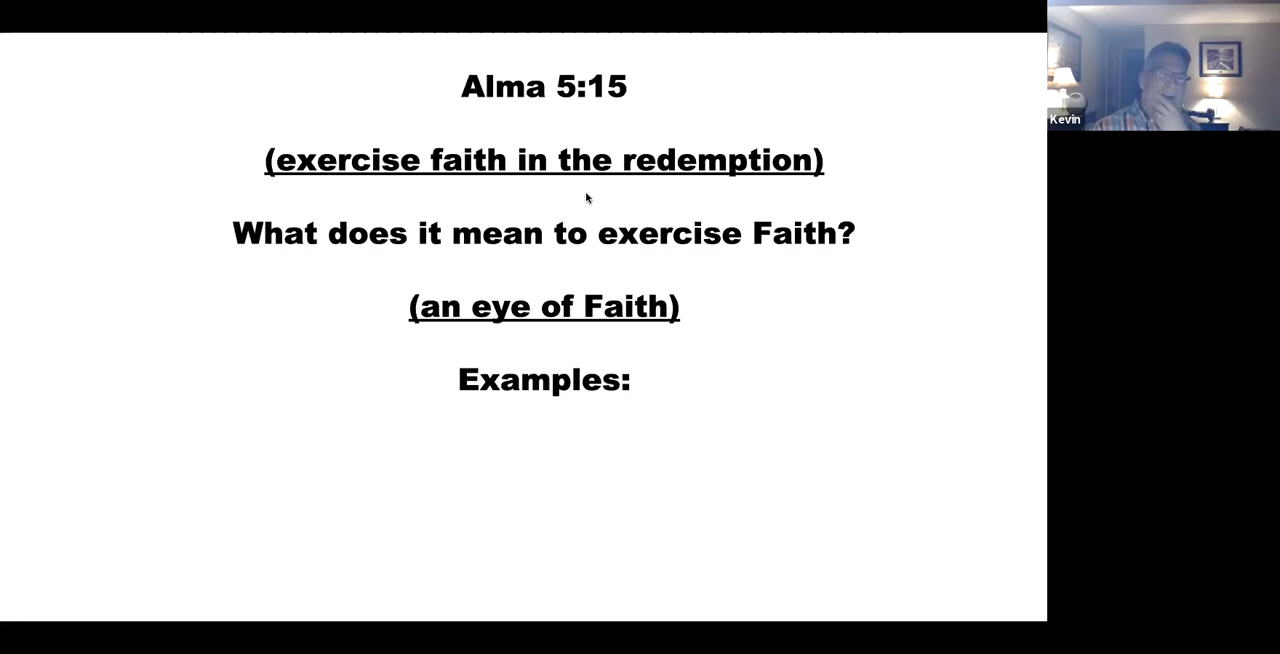 Alma 5:15
(exercise faith in the redemption)
What does it mean to exercise Faith?
(an eye of Faith)
Examples:
Kevin